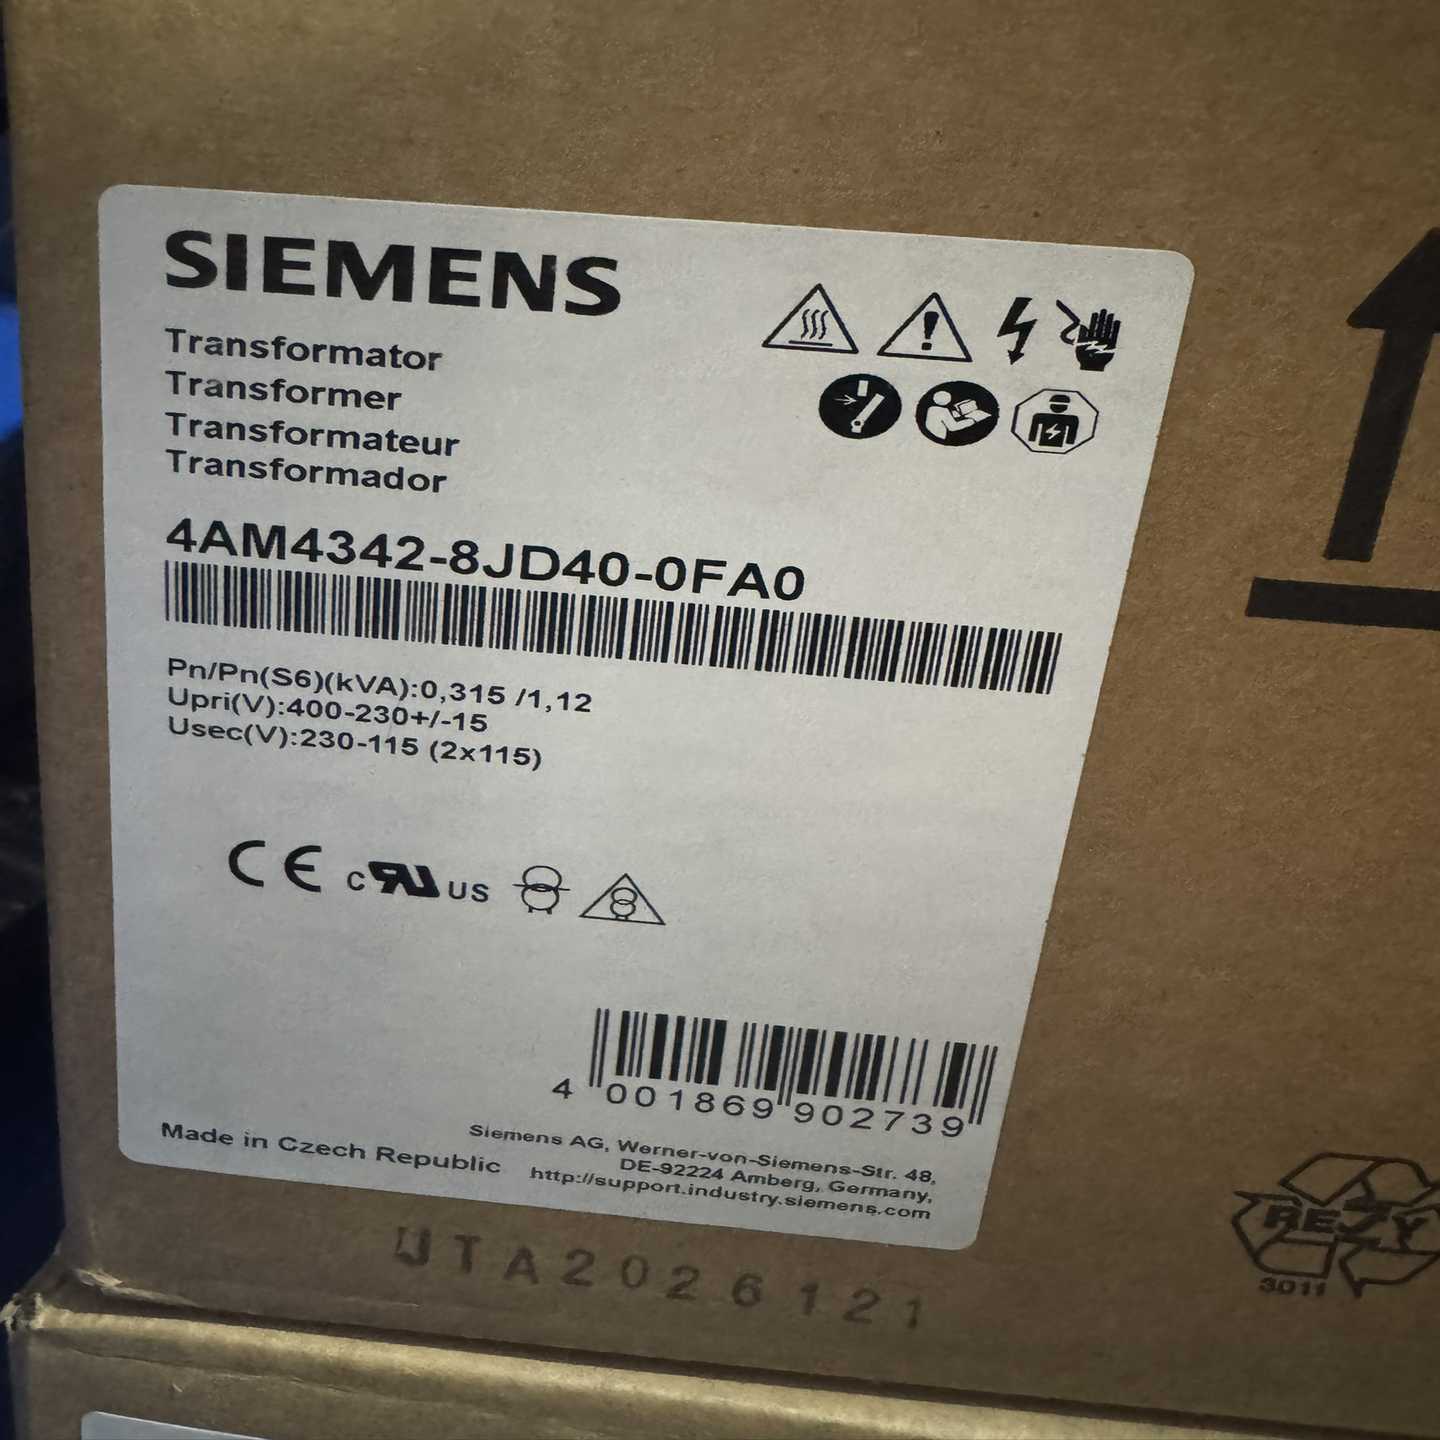 SIEMENS
Transformator
Transformer
Transformateur
Transformador
4AM4342-8JD40-0FA0
Pn/Pn(S6)(kVA):0,315 /1,12
Upri(V):400-230+/-15
Usec(V):230-115 (2x115)
CE c RU US
4 001869 902739
Made in Czech Republic
Siemens AG, Werner-von-Siemens-Str. 48,
DE-92224 Amberg, Germany,
http://support.industry.siemens.com
UTA2026121
RESY
3011